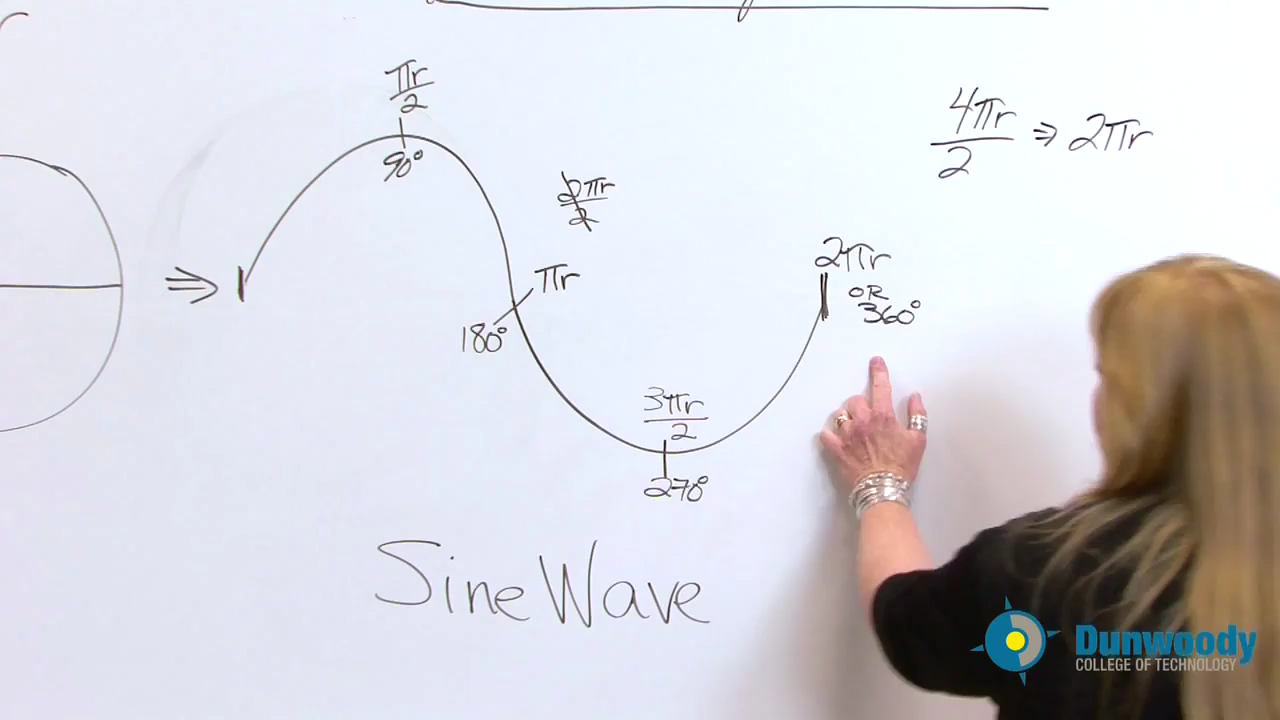 πr
2
90°
4πr
2
⇒ 2πr
2πr
2
πr
180°
2πr
OR
360°
3πr
2
270°
Sine Wave
Dunwoody
COLLEGE OF TECHNOLOGY